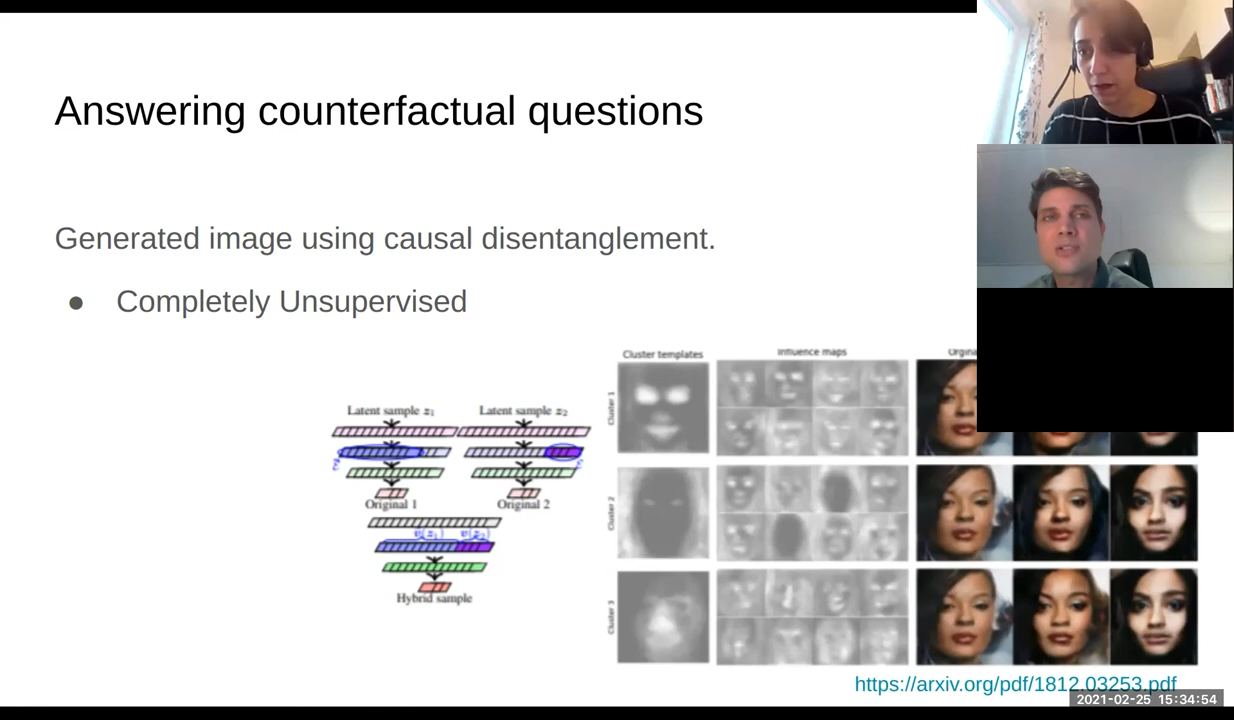 Answering counterfactual questions
Generated image using causal disentanglement.
● Completely Unsupervised
Cluster templates
Influence maps
Cluster 1
Cluster 2
Cluster 3
Latent sample z₁
Latent sample z₂
Original 1
Original 2
v(z₁) v(z₂)
Hybrid sample
https://arxiv.org/pdf/1812.03253.pdf
2021-02-25 15:34:54